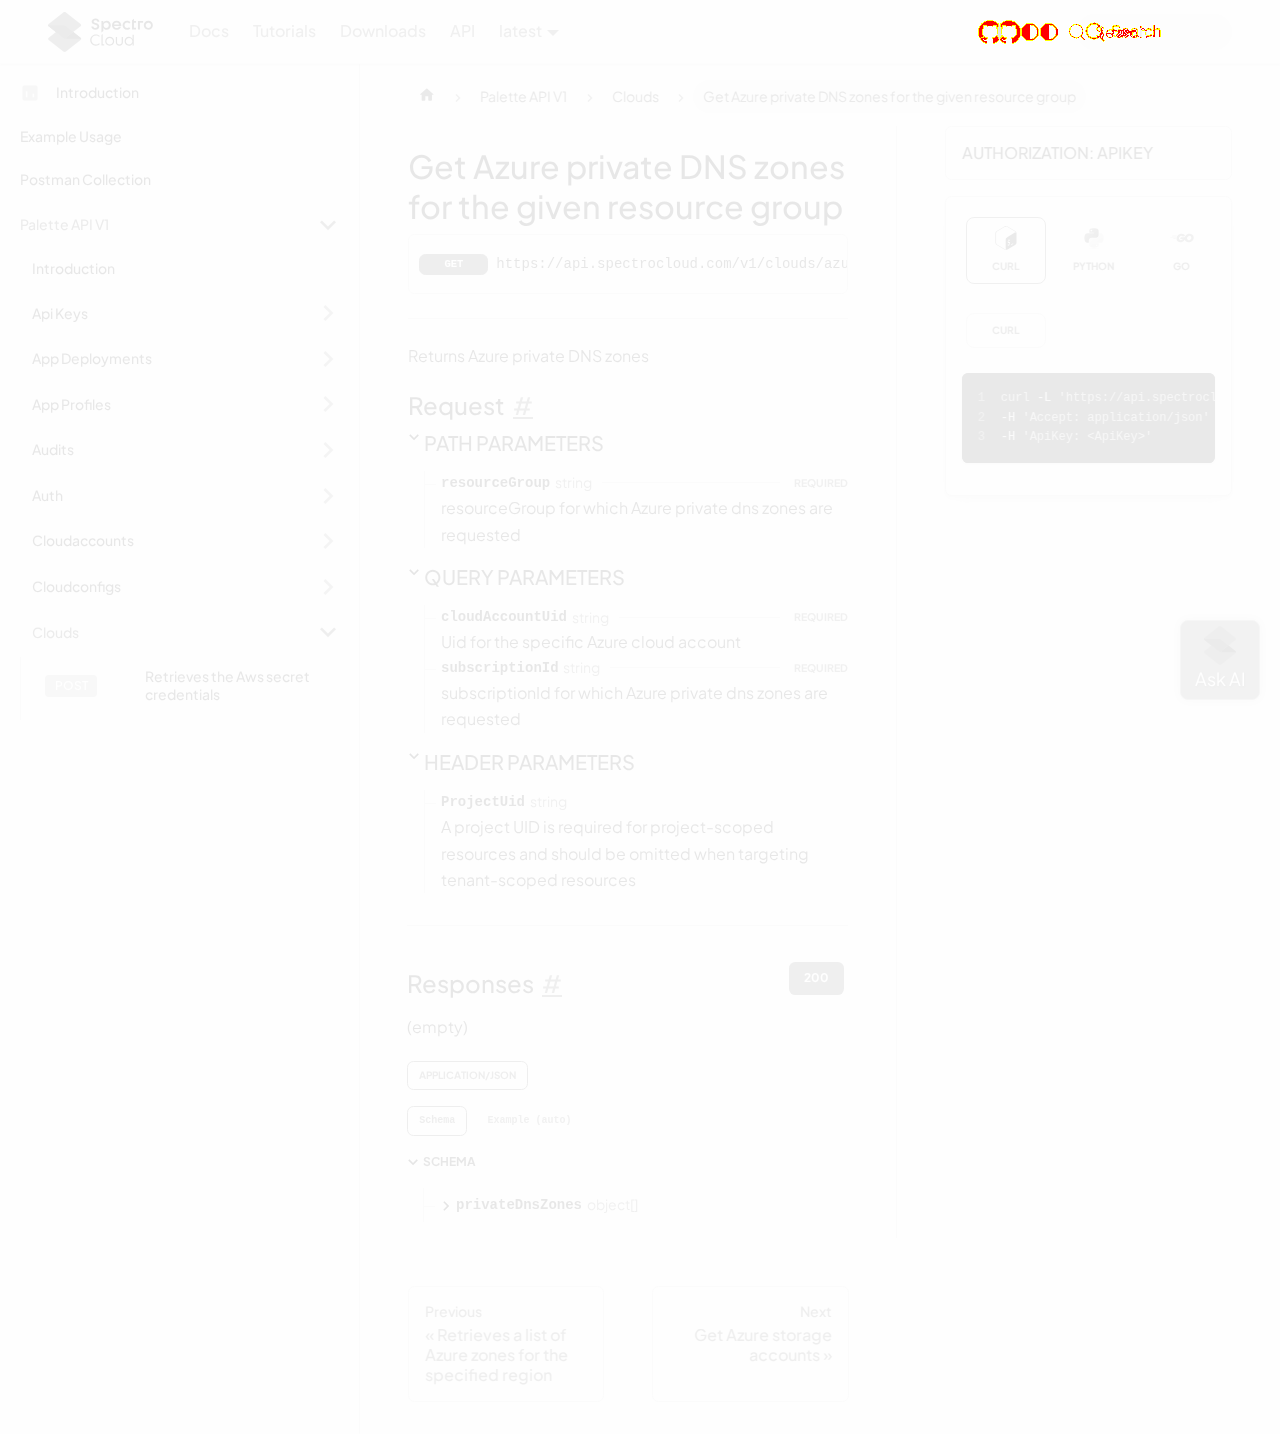 Spectro Cloud
Docs
Tutorials
Downloads
API
latest
Introduction
Example Usage
Postman Collection
Palette API V1
Introduction
Api Keys
App Deployments
App Profiles
Audits
Auth
Cloudaccounts
Cloudconfigs
Clouds
POST
Retrieves the Aws secret
credentials
Palette API V1
Clouds
Get Azure private DNS zones for the given resource group
Get Azure private DNS zones
for the given resource group
GET
https://api.spectrocloud.com/v1/clouds/azu
Returns Azure private DNS zones
Request #
PATH PARAMETERS
resourceGroup string REQUIRED
resourceGroup for which Azure private dns zones are
requested
QUERY PARAMETERS
cloudAccountUid string REQUIRED
Uid for the specific Azure cloud account
subscriptionId string REQUIRED
subscriptionId for which Azure private dns zones are
requested
HEADER PARAMETERS
ProjectUid string
A project UID is required for project-scoped
resources and should be omitted when targeting
tenant-scoped resources
Responses #
200
(empty)
APPLICATION/JSON
Schema
Example (auto)
SCHEMA
privateDnsZones object[]
Previous
« Retrieves a list of
Azure zones for the
specified region
Next
Get Azure storage
accounts »
AUTHORIZATION: APIKEY
CURL
PYTHON
GO
GO
CURL
1 curl -L 'https://api.spectrocl
2 -H 'Accept: application/json'
3 -H 'ApiKey: <ApiKey>'
Ask AI